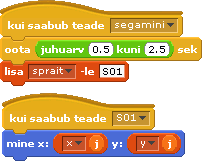 kui saabub teade segamini
oota juhuarv 0.5 kuni 2.5 sek
lisa sprait -le S01
kui saabub teade S01
mine x: x j y: y j